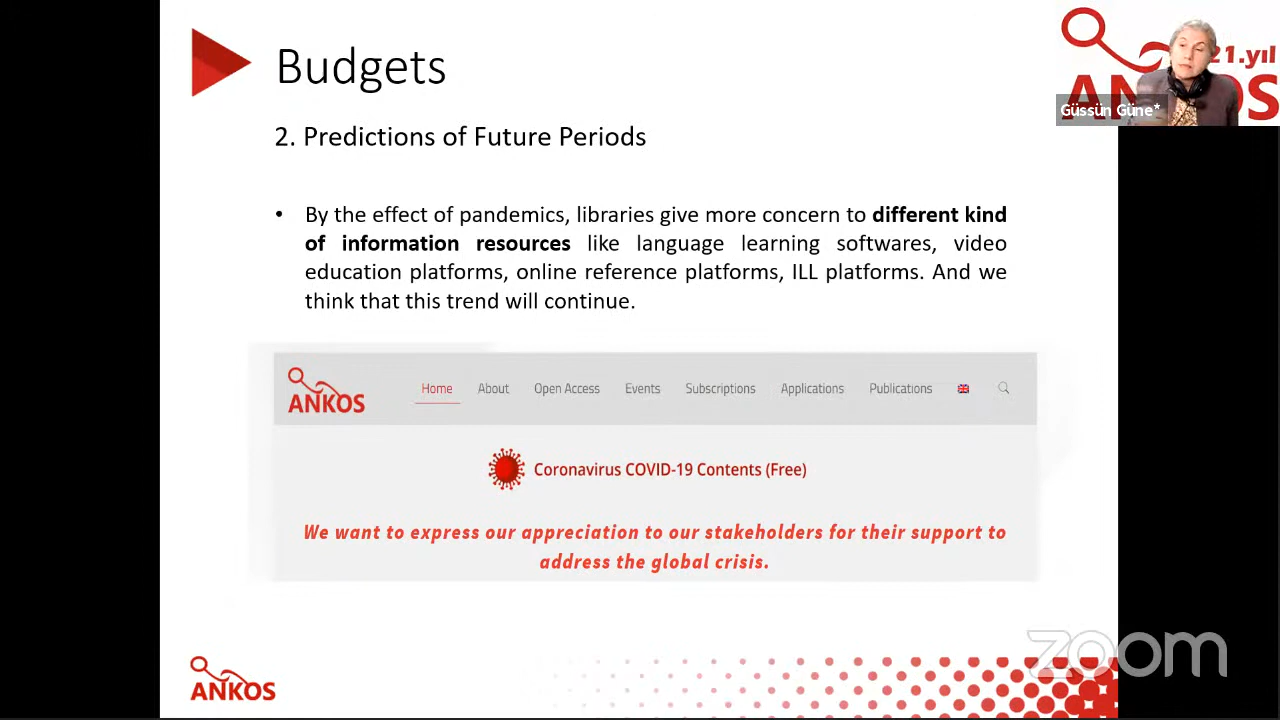 Budgets
2. Predictions of Future Periods
• By the effect of pandemics, libraries give more concern to different kind
of information resources like language learning softwares, video
education platforms, online reference platforms, ILL platforms. And we
think that this trend will continue.
ANKOS
Home About Open Access Events Subscriptions Applications Publications
Coronavirus COVID-19 Contents (Free)
We want to express our appreciation to our stakeholders for their support to
address the global crisis.
ANKOS
21.yıl
ANKOS
Güssün Güne*
zoom